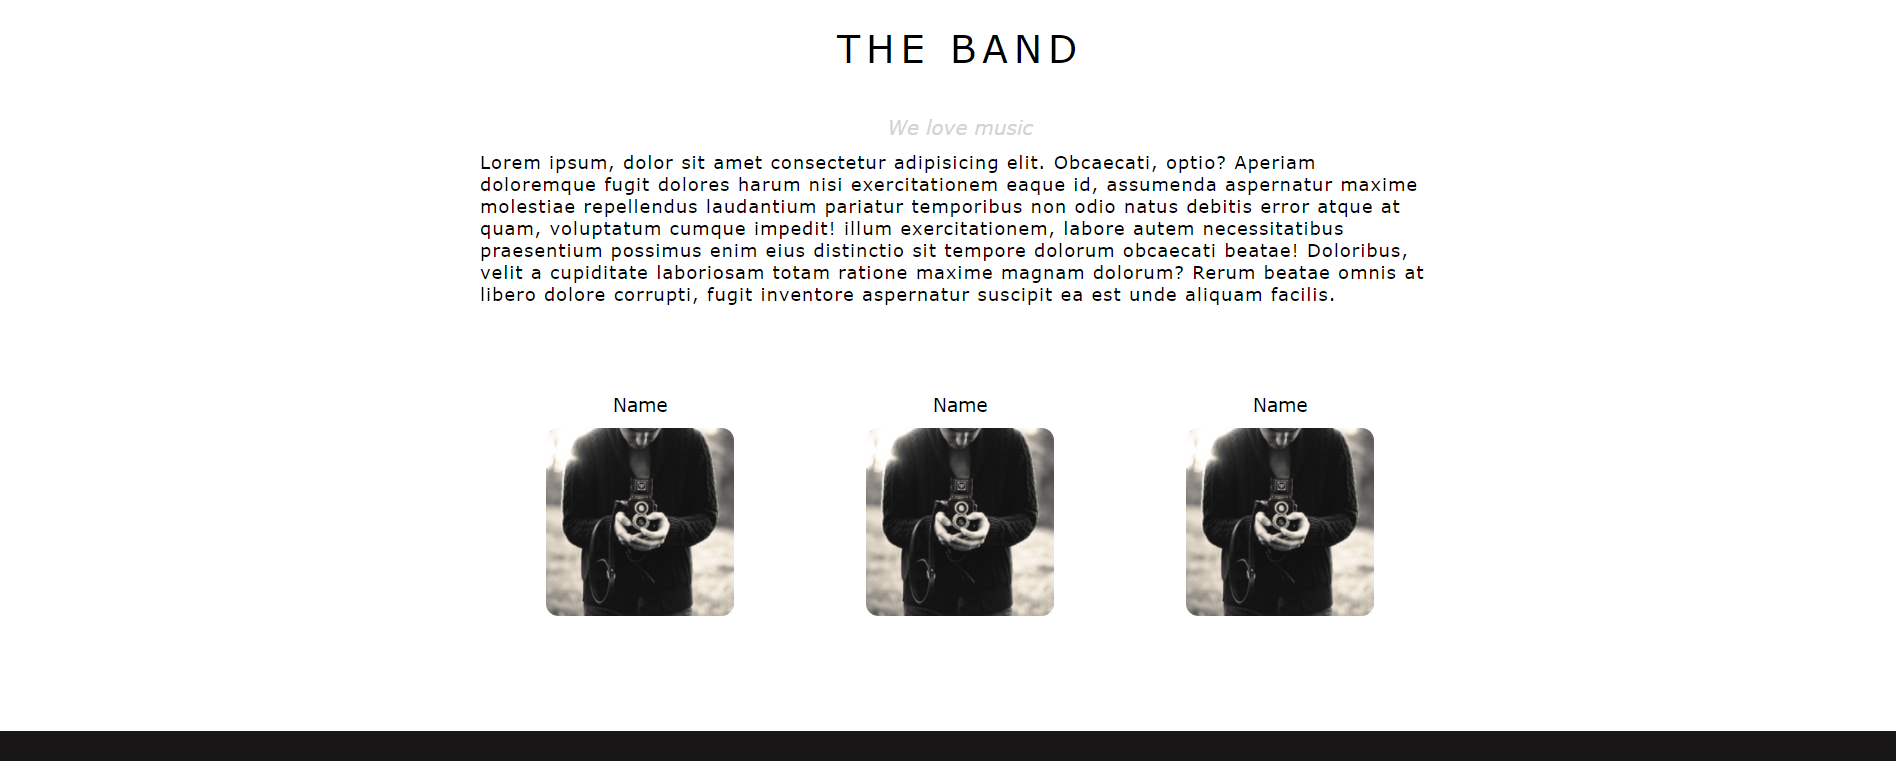 THE BAND
We love music
Lorem ipsum, dolor sit amet consectetur adipisicing elit. Obcaecati, optio? Aperiam
doloremque fugit dolores harum nisi exercitationem eaque id, assumenda aspernatur maxime
molestiae repellendus laudantium pariatur temporibus non odio natus debitis error atque at
quam, voluptatum cumque impedit! illum exercitationem, labore autem necessitatibus
praesentium possimus enim eius distinctio sit tempore dolorum obcaecati beatae! Doloribus,
velit a cupiditate laboriosam totam ratione maxime magnam dolorum? Rerum beatae omnis at
libero dolore corrupti, fugit inventore aspernatur suscipit ea est unde aliquam facilis.
Name
Name
Name